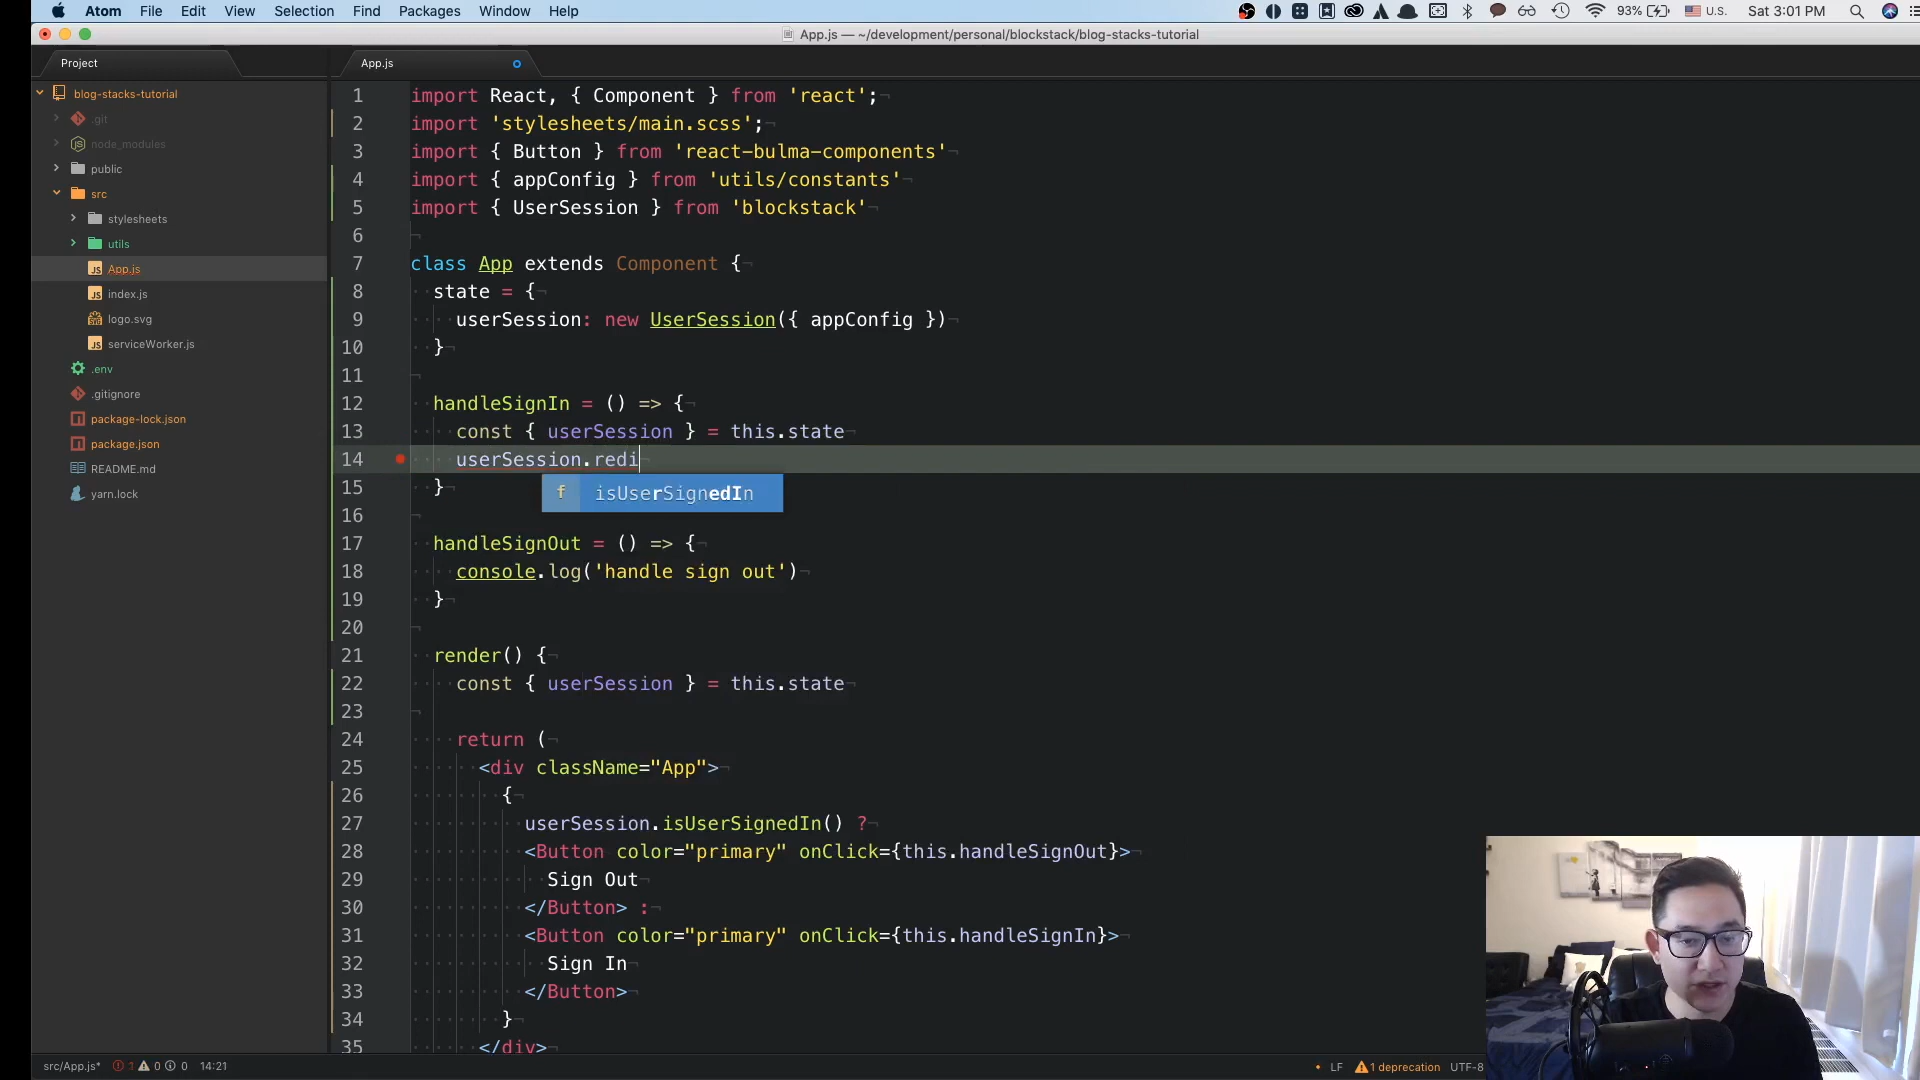 Atom File Edit View Selection Find Packages Window Help 93% U.S. Sat 3:01 PM
App.js — ~/development/personal/blockstack/blog-stacks-tutorial
Project
App.js
blog-stacks-tutorial
.git
node_modules
public
src
stylesheets
utils
App.js
index.js
logo.svg
serviceWorker.js
.env
.gitignore
package-lock.json
package.json
README.md
yarn.lock
1 import React, { Component } from 'react';
2 import 'stylesheets/main.scss';
3 import { Button } from 'react-bulma-components'
4 import { appConfig } from 'utils/constants'
5 import { UserSession } from 'blockstack'
6
7 class App extends Component {
8 state = {
9 userSession: new UserSession({ appConfig })
10 }
11
12 handleSignIn = () => {
13 const { userSession } = this.state
14 userSession.redi
f isUserSignedIn
15 }
16
17 handleSignOut = () => {
18 console.log('handle sign out')
19 }
20
21 render() {
22 const { userSession } = this.state
23
24 return (
25 <div className="App">
26 {
27 userSession.isUserSignedIn() ?
28 <Button color="primary" onClick={this.handleSignOut}>
29 Sign Out
30 </Button> :
31 <Button color="primary" onClick={this.handleSignIn}>
32 Sign In
33 </Button>
34 }
35 </div>
src/App.js* 1 0 0 14:21 LF 1 deprecation UTF-8